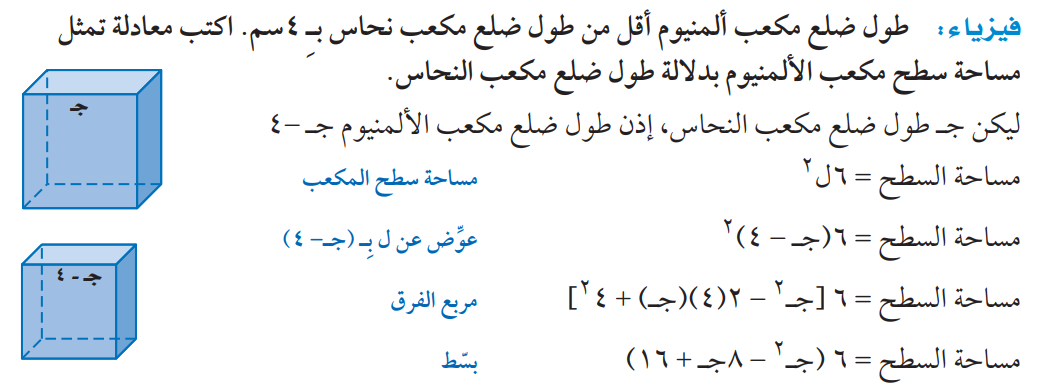 فيزياء: طول ضلع مكعب ألمنيوم أقل من طول ضلع مكعب نحاس بـِ ٤ سم. اكتب معادلة تمثل
مساحة سطح مكعب الألمنيوم بدلالة طول ضلع مكعب النحاس.
ليكن جـ طول ضلع مكعب النحاس، إذن طول ضلع مكعب الألمنيوم جـ – ٤
مساحة السطح = ٦ل٢ مساحة سطح المكعب
مساحة السطح = ٦(جـ – ٤)٢ عوِّض عن ل بـِ (جـ – ٤)
مساحة السطح = ٦ [جـ٢ – ٢(٤)(جـ) + ٤٢] مربع الفرق
مساحة السطح = ٦ (جـ٢ – ٨جـ + ١٦) بسّط
جـ
جـ - ٤